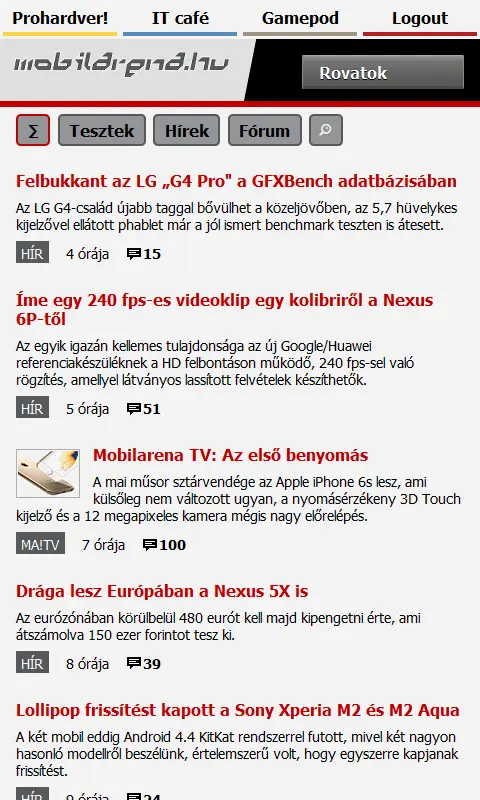 Prohardver! IT café Gamepod Logout
mobilarena.hu
Rovatok
Σ Tesztek Hírek Fórum
Felbukkant az LG „G4 Pro" a GFXBench adatbázisában
Az LG G4-család újabb taggal bővülhet a közeljövőben, az 5,7 hüvelykes
kijelzővel ellátott phablet már a jól ismert benchmark teszten is átesett.
HÍR 4 órája 15
Íme egy 240 fps-es videoklip egy kolibriről a Nexus
6P-től
Az egyik igazán kellemes tulajdonsága az új Google/Huawei
referenciakészüléknek a HD felbontáson működő, 240 fps-sel való
rögzítés, amellyel látványos lassított felvételek készíthetők.
HÍR 5 órája 51
Mobilarena TV: Az első benyomás
A mai műsor sztárvendége az Apple iPhone 6s lesz, ami
külsőleg nem változott ugyan, a nyomásérzékeny 3D Touch
kijelző és a 12 megapixeles kamera mégis nagy előrelépés.
MA!TV 7 órája 100
Drága lesz Európában a Nexus 5X is
Az eurózónában körülbelül 480 eurót kell majd kipengetni érte, ami
átszámolva 150 ezer forintot tesz ki.
HÍR 8 órája 39
Lollipop frissítést kapott a Sony Xperia M2 és M2 Aqua
A két mobil eddig Android 4.4 KitKat rendszerrel futott, mivel két nagyon
hasonló modellről beszélünk, értelemszerű volt, hogy egyszerre kapjanak
frissítést.
HÍR 9 órája 24